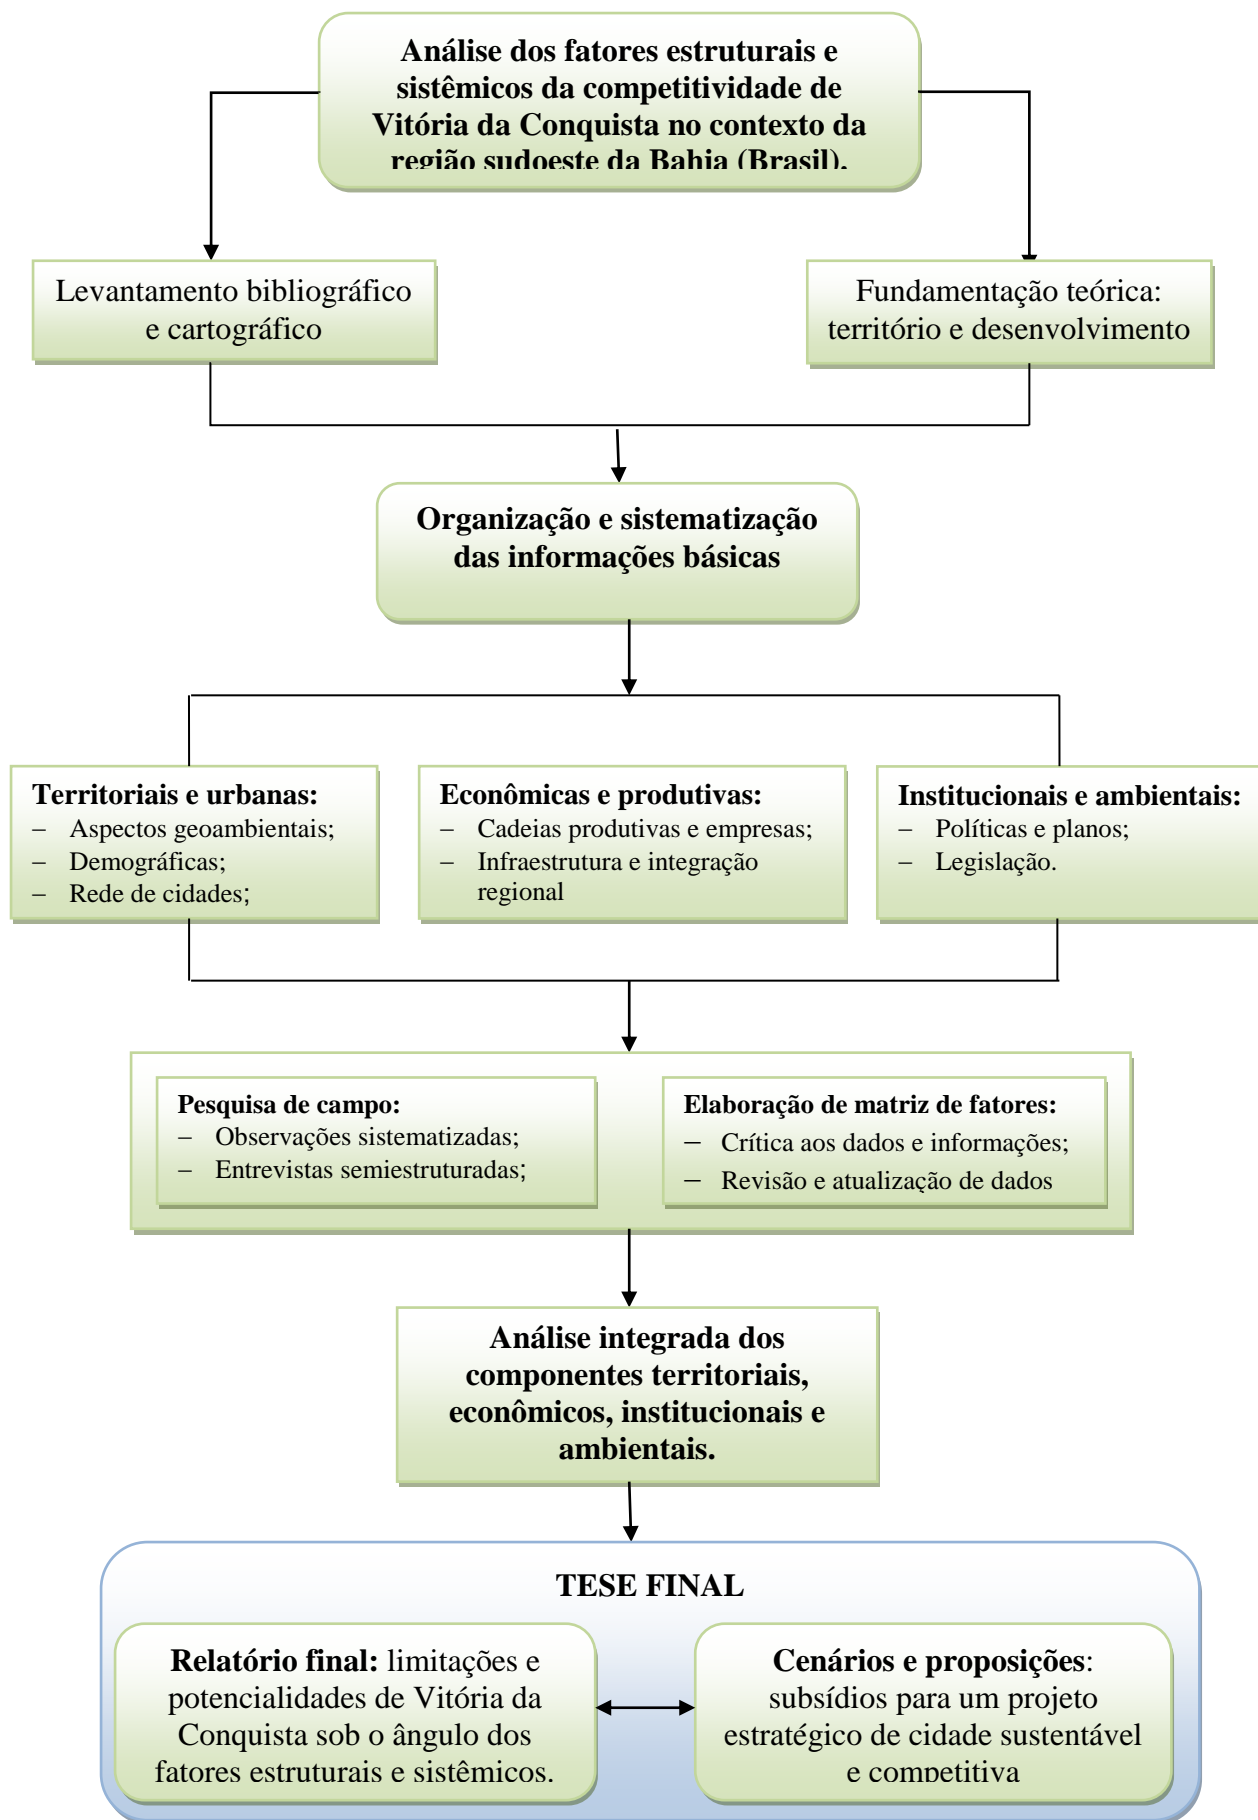 Análise dos fatores estruturais e
sistêmicos da competitividade de
Vitória da Conquista no contexto da
região sudoeste da Bahia (Brasil).
Levantamento bibliográfico
e cartográfico
Fundamentação teórica:
território e desenvolvimento
Organização e sistematização
das informações básicas
Territoriais e urbanas:
– Aspectos geoambientais;
– Demográficas;
– Rede de cidades;
Econômicas e produtivas:
– Cadeias produtivas e empresas;
– Infraestrutura e integração
regional
Institucionais e ambientais:
– Políticas e planos;
– Legislação.
Pesquisa de campo:
– Observações sistematizadas;
– Entrevistas semiestruturadas;
Elaboração de matriz de fatores:
– Crítica aos dados e informações;
– Revisão e atualização de dados
Análise integrada dos
componentes territoriais,
econômicos, institucionais e
ambientais.
TESE FINAL
Relatório final: limitações e
potencialidades de Vitória da
Conquista sob o ângulo dos
fatores estruturais e sistêmicos.
Cenários e proposições:
subsídios para um projeto
estratégico de cidade sustentável
e competitiva